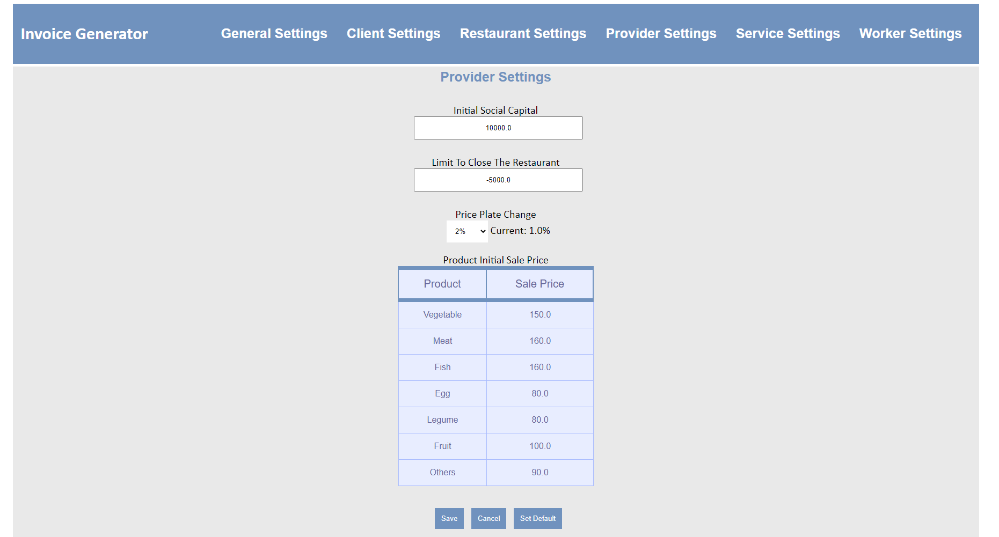 Invoice Generator General Settings Client Settings Restaurant Settings Provider Settings Service Settings Worker Settings
Provider Settings
Initial Social Capital
10000.0
Limit To Close The Restaurant
-5000.0
Price Plate Change
2% Current: 1.0%
Product Initial Sale Price
Product Sale Price
Vegetable 150.0
Meat 160.0
Fish 160.0
Egg 80.0
Legume 80.0
Fruit 100.0
Others 90.0
Save Cancel Set Default